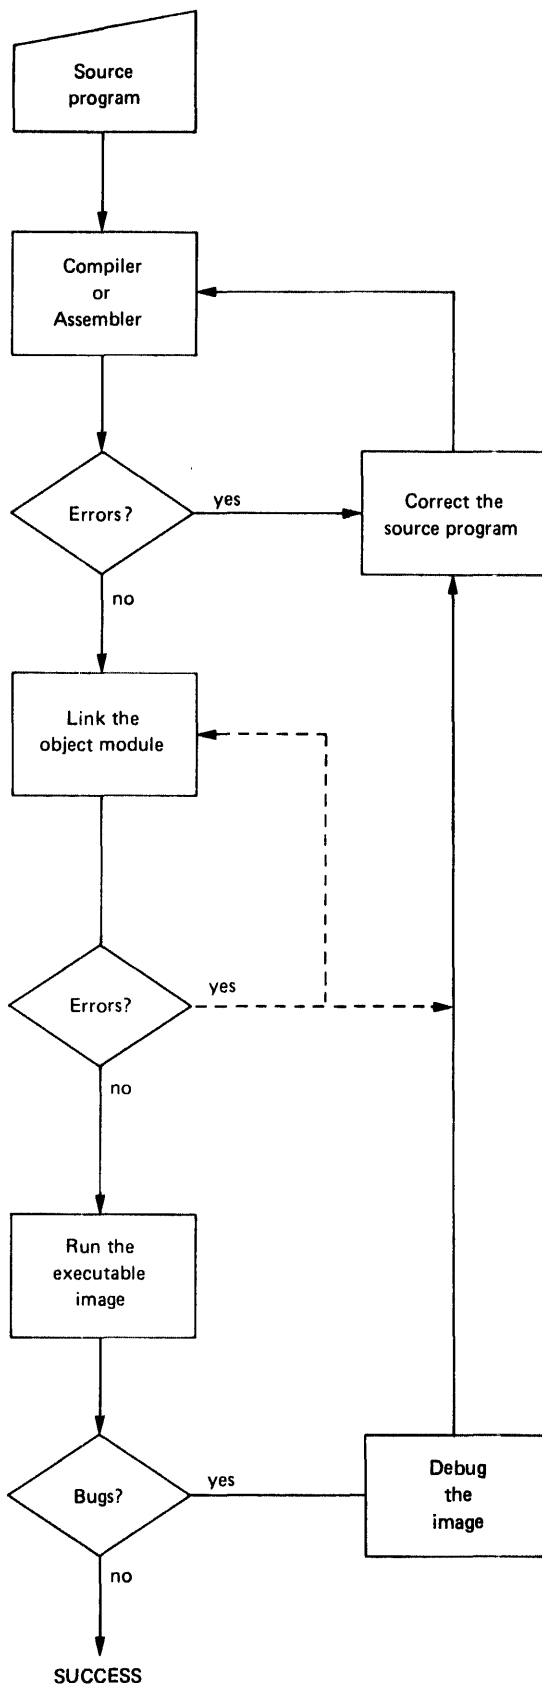 Source
program
Compiler
or
Assembler
Errors?
yes
Correct the
source program
no
Link the
object module
Errors?
yes
no
Run the
executable
image
Bugs?
yes
Debug
the
image
no
SUCCESS